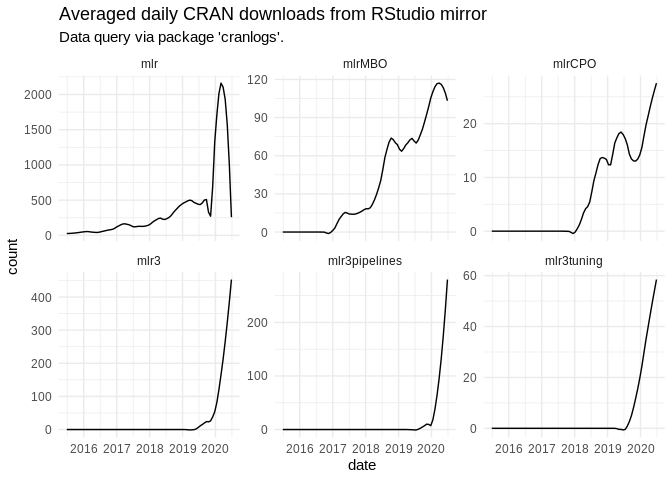 Averaged daily CRAN downloads from RStudio mirror
Data query via package 'cranlogs'.
mlr
mlrMBO
mlrCPO
2000
1500
1000
500
0
120
90
60
30
0
20
10
0
count
mlr3
mlr3pipelines
mlr3tuning
400
300
200
100
0
200
100
0
60
40
20
0
2016 2017 2018 2019 2020
2016 2017 2018 2019 2020
2016 2017 2018 2019 2020
date